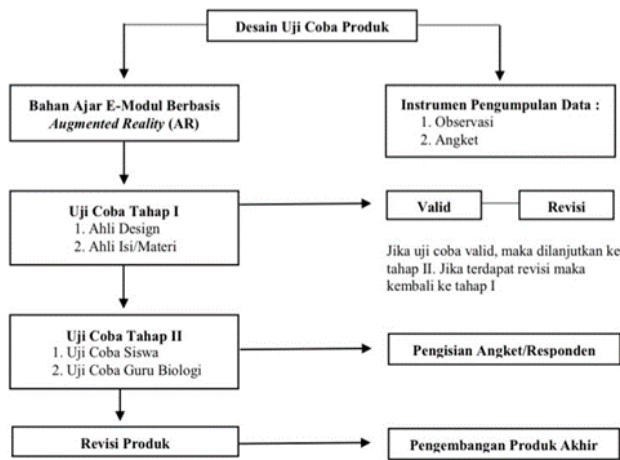 Desain Uji Coba Produk
Bahan Ajar E-Modul Berbasis
Augmented Reality (AR)
Instrumen Pengumpulan Data :
1. Observasi
2. Angket
Uji Coba Tahap I
1. Ahli Design
2. Ahli Isi/Materi
Valid
Revisi
Jika uji coba valid, maka dilanjutkan ke
tahap II. Jika terdapat revisi maka
kembali ke tahap I
Uji Coba Tahap II
1. Uji Coba Siswa
2. Uji Coba Guru Biologi
Pengisian Angket/Responden
Revisi Produk
Pengembangan Produk Akhir